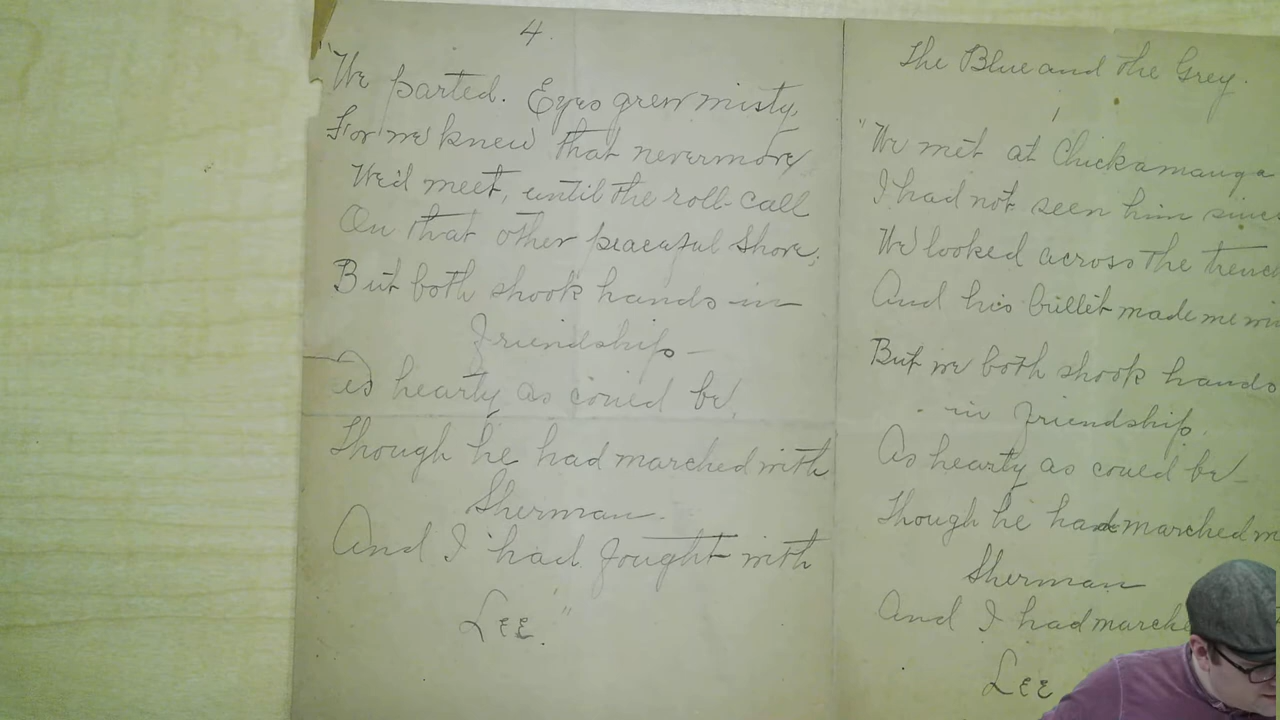 4.
"We parted. Eyes grew misty,
For we knew that nevermore
We'd meet, until the roll-call
On that other peaceful shore;
But both shook hands in
friendship—
as hearty as could be,
Though he had marched with
Sherman
And I had fought with
Lee."
The Blue and the Grey.
1
"We met at Chickamauga
I had not seen him since
We looked across the
And his bullet made me
But we both shook hands
in friendship.
As hearty as could be
Though he had marched
Sherman
And I had
Lee